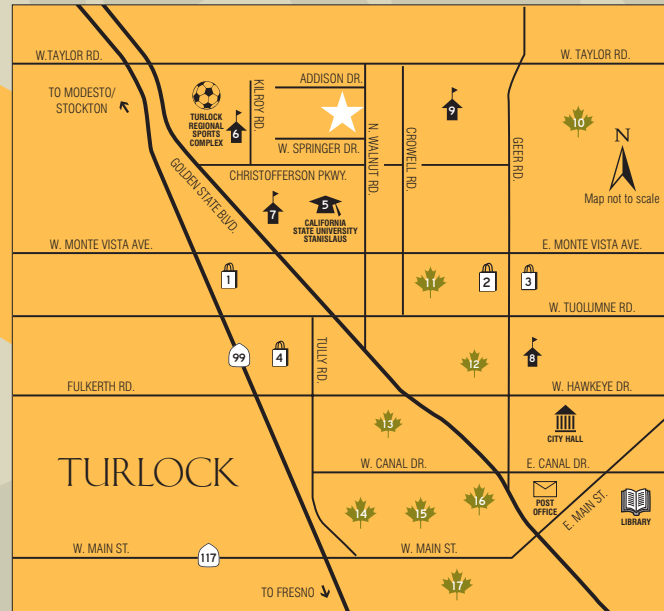 W.TAYLOR RD.
W. TAYLOR RD.
TO MODESTO/
STOCKTON
TURLOCK
REGIONAL
SPORTS
COMPLEX
6
KILROY RD.
ADDISON DR.
W. SPRINGER DR.
N. WALNUT RD.
CROWELL RD.
9
GEER RD.
10
N
Map not to scale
CHRISTOFFERSON PKWY.
GOLDEN STATE BLVD.
7
5
CALIFORNIA
STATE UNIVERSITY
STANISLAUS
W. MONTE VISTA AVE.
E. MONTE VISTA AVE.
1
11
2
3
W. TUOLUMNE RD.
99
4
TULLY RD.
12
8
FULKERTH RD.
W. HAWKEYE DR.
13
CITY HALL
TURLOCK
W. CANAL DR.
E. CANAL DR.
14
15
16
POST
OFFICE
E. MAIN ST.
LIBRARY
W. MAIN ST.
117
W. MAIN ST.
17
TO FRESNO